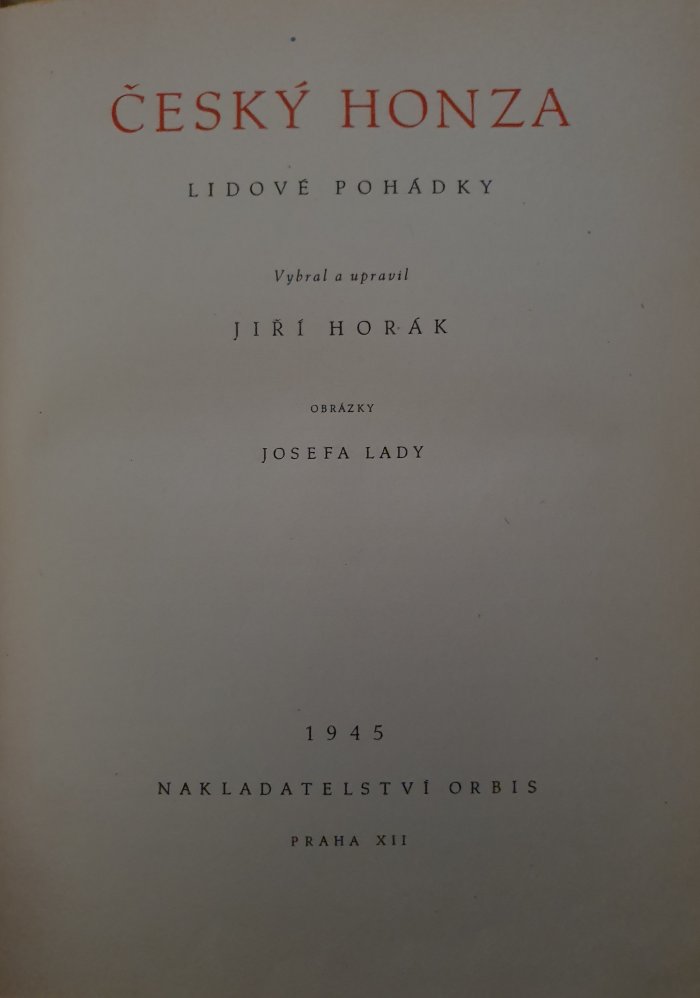 ČESKÝ HONZA
LIDOVÉ POHÁDKY
Vybral a upravil
JIŘÍ HORÁK
OBRÁZKY
JOSEFA LADY
1945
NAKLADATELSTVÍ ORBIS
PRAHA XII